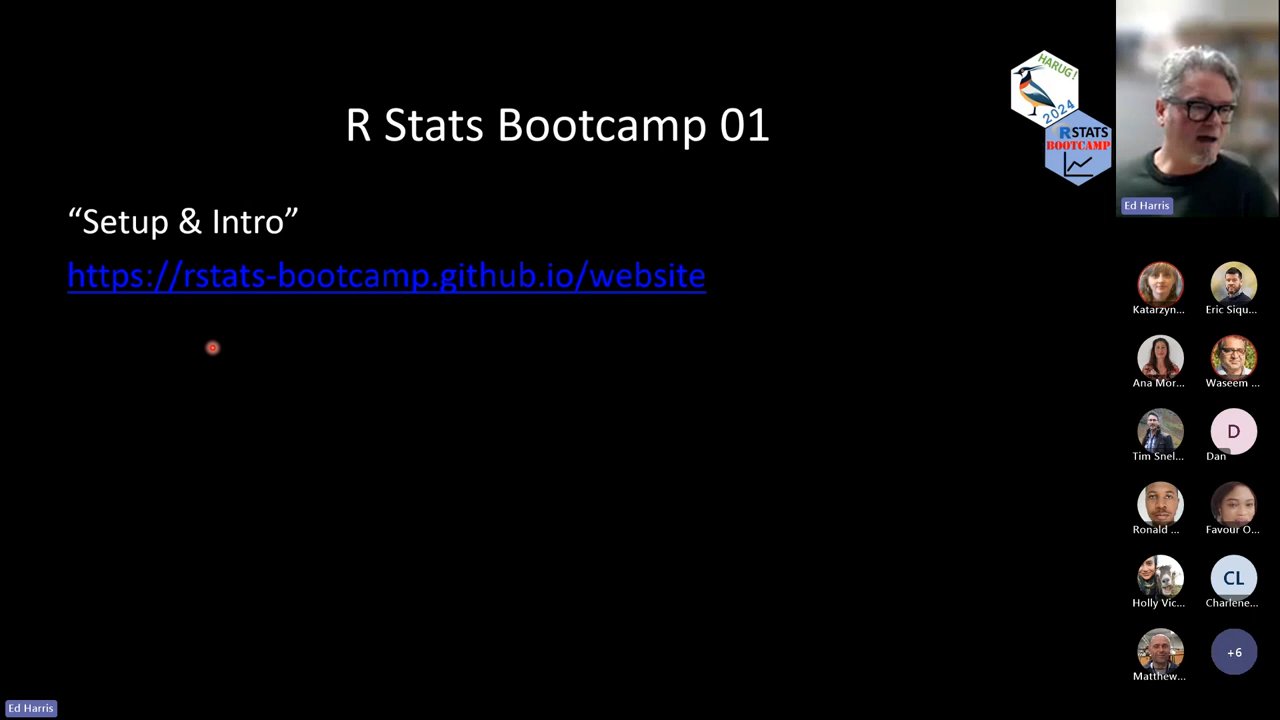 R Stats Bootcamp 01
“Setup & Intro”
https://rstats-bootcamp.github.io/website
HARUG!
2024
RSTATS
BOOTCAMP
Ed Harris
Katarzyn...
Eric Siqu...
Ana Mor...
Waseem ...
Tim Snel...
D
Dan
Ronald ...
Favour O...
Holly Vic...
CL
Charlene...
Matthew...
+6
Ed Harris